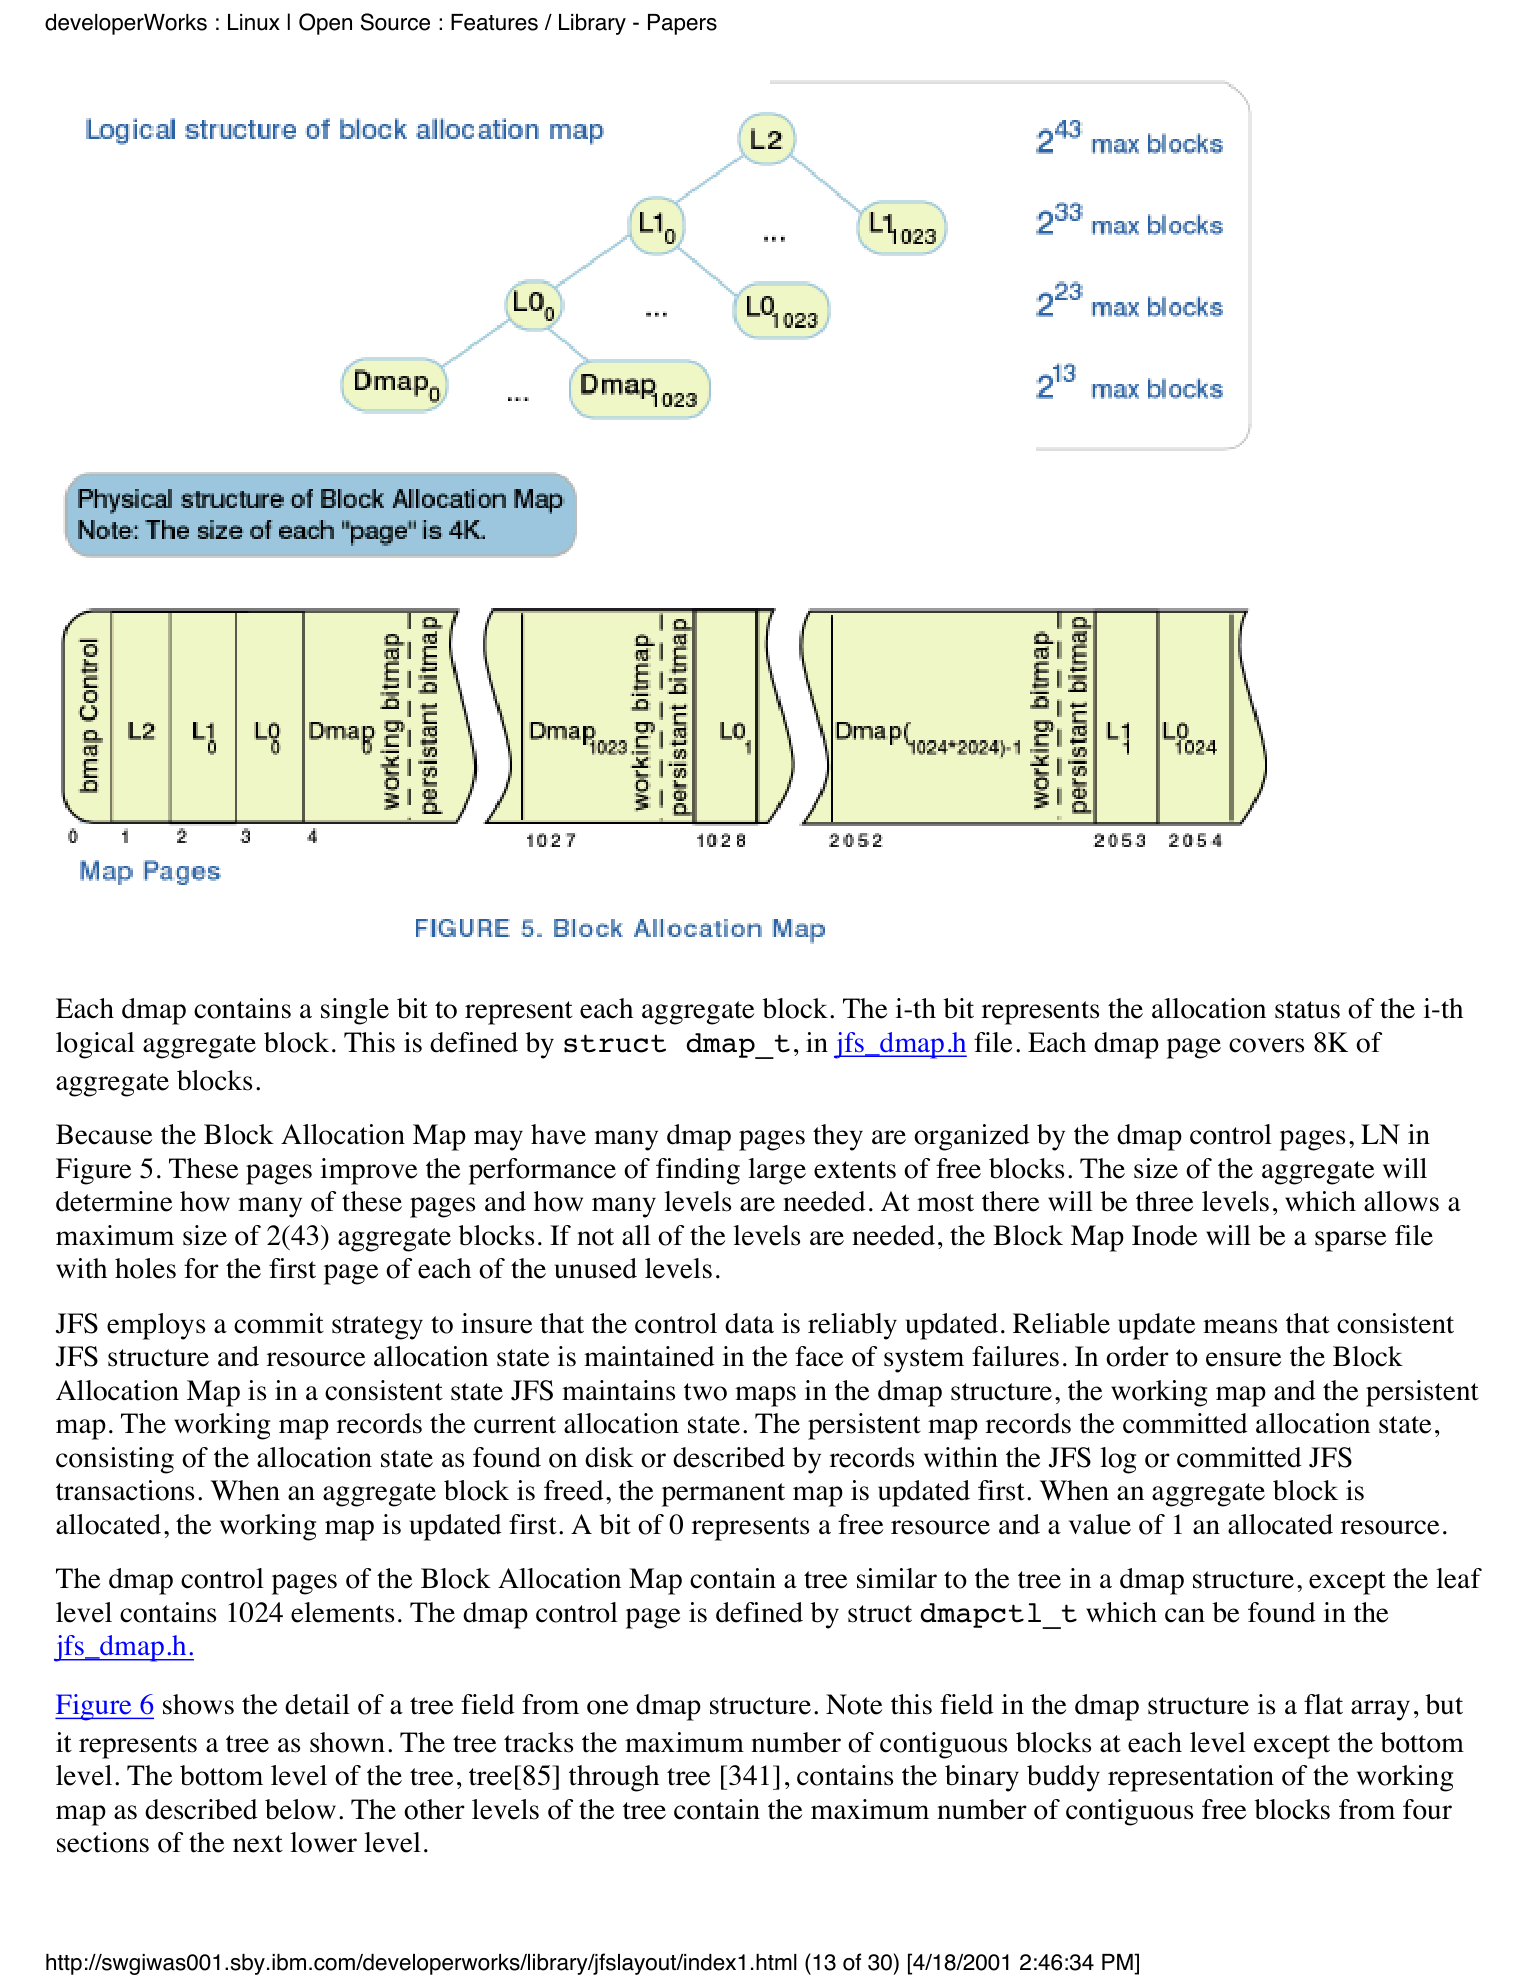 developerWorks : Linux | Open Source : Features / Library - Papers
Logical structure of block allocation map
L2
2^43 max blocks
L1 0
...
L1 1023
2^33 max blocks
L0 0
...
L0 1023
2^23 max blocks
Dmap 0
...
Dmap 1023
2^13 max blocks
Physical structure of Block Allocation Map
Note: The size of each "page" is 4K.
bmap Control
L2
L1 0
L0 0
Dmap 0
working bitmap
persistant bitmap
Dmap 1023
working bitmap
persistant bitmap
L0 1
Dmap( 1024*2024)-1
working bitmap
persistant bitmap
L1 1
L0 1024
0 1 2 3 4 1027 1028 2052 2053 2054
Map Pages
FIGURE 5. Block Allocation Map
Each dmap contains a single bit to represent each aggregate block. The i-th bit represents the allocation status of the i-th
logical aggregate block. This is defined by struct dmap_t, in jfs_dmap.h file. Each dmap page covers 8K of
aggregate blocks.
Because the Block Allocation Map may have many dmap pages they are organized by the dmap control pages, LN in
Figure 5. These pages improve the performance of finding large extents of free blocks. The size of the aggregate will
determine how many of these pages and how many levels are needed. At most there will be three levels, which allows a
maximum size of 2(43) aggregate blocks. If not all of the levels are needed, the Block Map Inode will be a sparse file
with holes for the first page of each of the unused levels.
JFS employs a commit strategy to insure that the control data is reliably updated. Reliable update means that consistent
JFS structure and resource allocation state is maintained in the face of system failures. In order to ensure the Block
Allocation Map is in a consistent state JFS maintains two maps in the dmap structure, the working map and the persistent
map. The working map records the current allocation state. The persistent map records the committed allocation state,
consisting of the allocation state as found on disk or described by records within the JFS log or committed JFS
transactions. When an aggregate block is freed, the permanent map is updated first. When an aggregate block is
allocated, the working map is updated first. A bit of 0 represents a free resource and a value of 1 an allocated resource.
The dmap control pages of the Block Allocation Map contain a tree similar to the tree in a dmap structure, except the leaf
level contains 1024 elements. The dmap control page is defined by struct dmapctl_t which can be found in the
jfs_dmap.h.
Figure 6 shows the detail of a tree field from one dmap structure. Note this field in the dmap structure is a flat array, but
it represents a tree as shown. The tree tracks the maximum number of contiguous blocks at each level except the bottom
level. The bottom level of the tree, tree[85] through tree [341], contains the binary buddy representation of the working
map as described below. The other levels of the tree contain the maximum number of contiguous free blocks from four
sections of the next lower level.
http://swgiwas001.sby.ibm.com/developerworks/library/jfslayout/index1.html (13 of 30) [4/18/2001 2:46:34 PM]